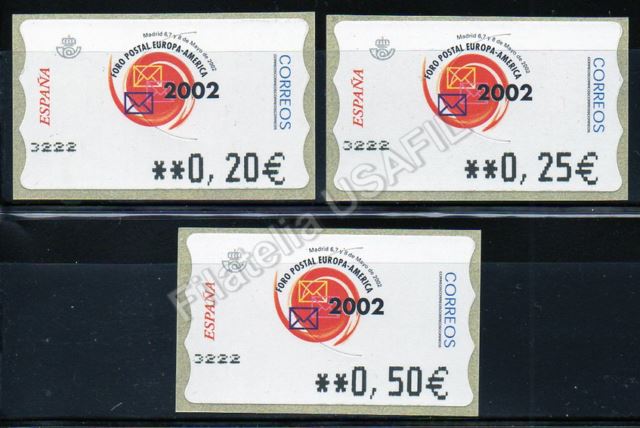 ESPAÑA
Madrid 6,7 y 8 de Mayo de 2002
FORO POSTAL EUROPA-AMERICA
2002
CORREOS
3222
**0,20€
ESPAÑA
Madrid 6,7 y 8 de Mayo de 2002
FORO POSTAL EUROPA-AMERICA
2002
CORREOS
3222
**0,25€
ESPAÑA
Madrid 6,7 y 8 de Mayo de 2002
FORO POSTAL EUROPA-AMERICA
2002
CORREOS
3222
**0,50€
Filatelia USAFIL